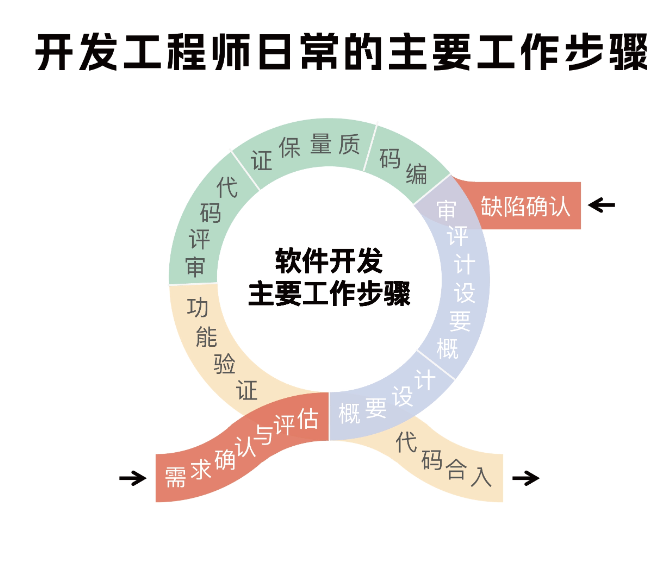 开发工程师日常的主要工作步骤
缺陷确认
软件开发
主要工作步骤
需求确认与评估
概要设计
概要设计评审
编码
质量保证
代码评审
功能验证
代码合入